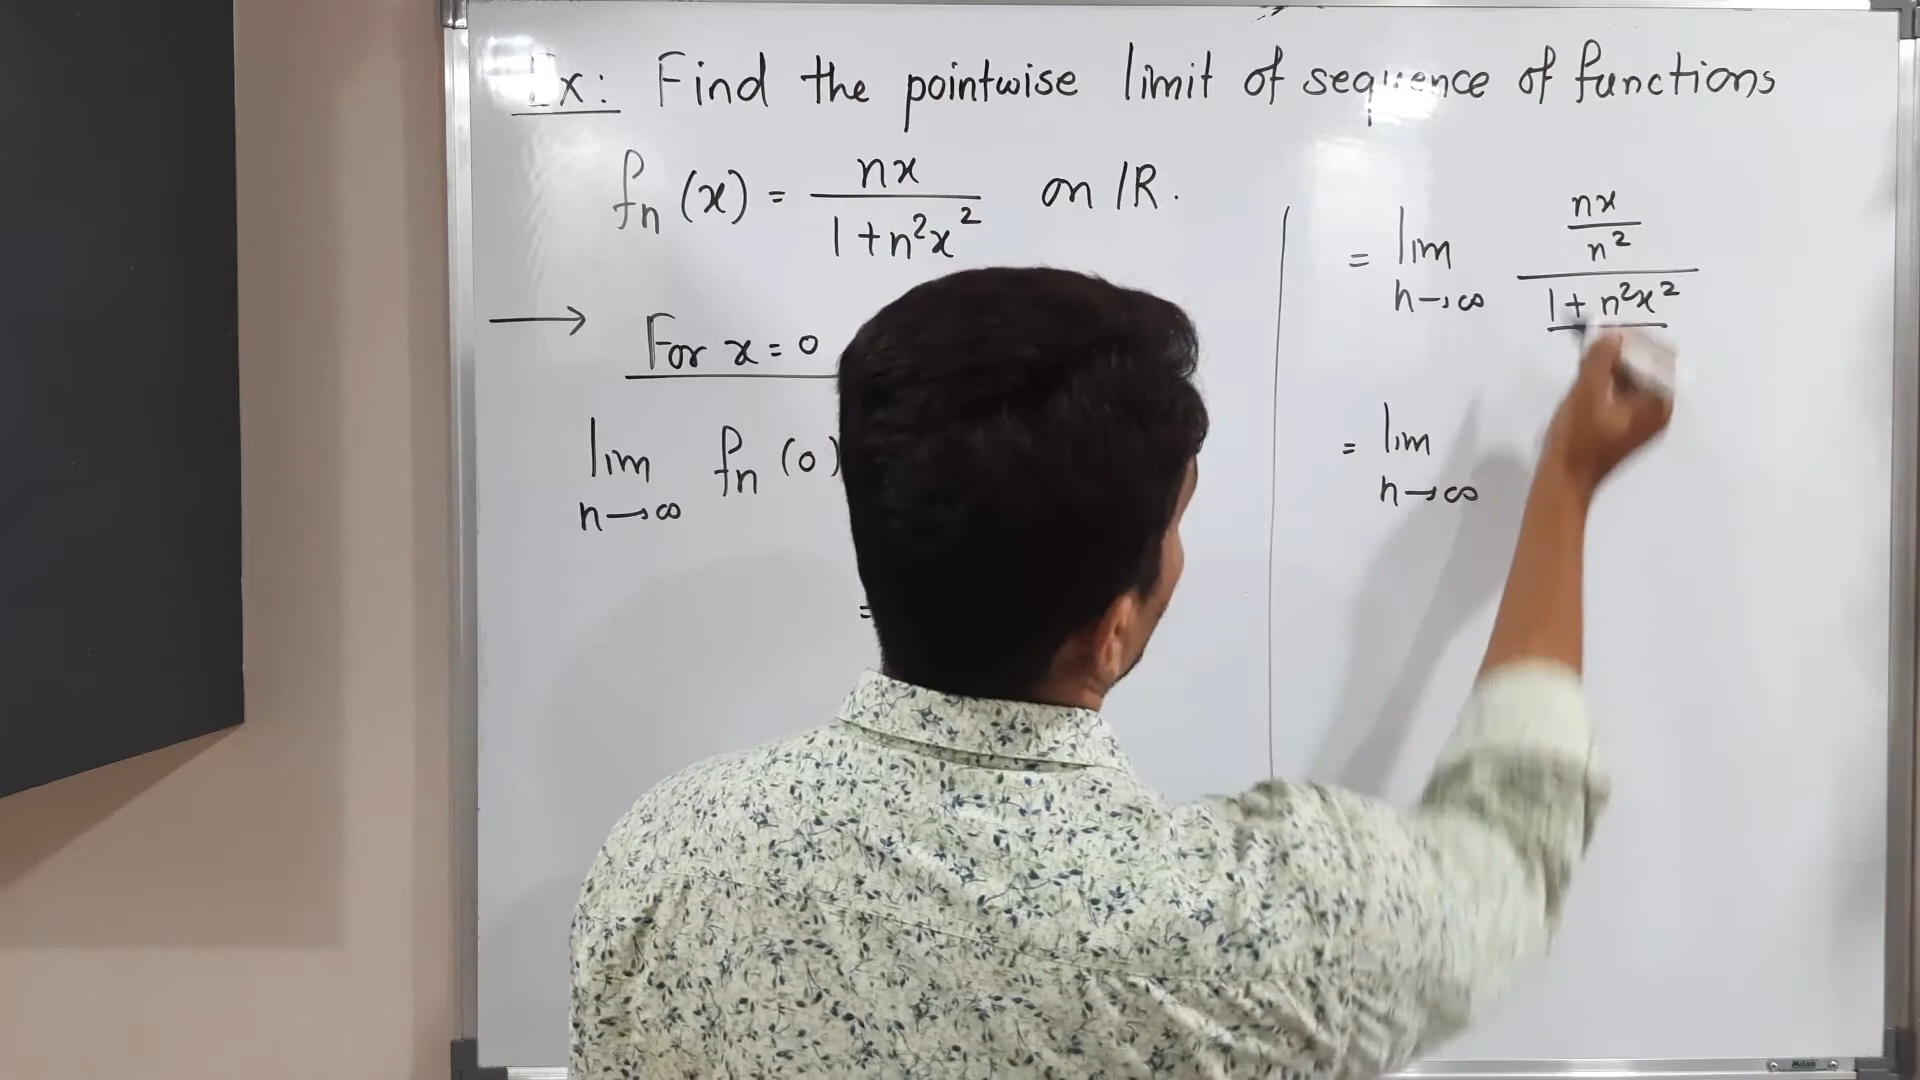 Ex: Find the pointwise limit of sequence of functions
fn (x) = nx / 1 + n²x² on IR.
→ For x = 0
lim n→∞ fn (0)
=
= lim n→∞ nx / n² / 1 + n²x²
= lim n→∞